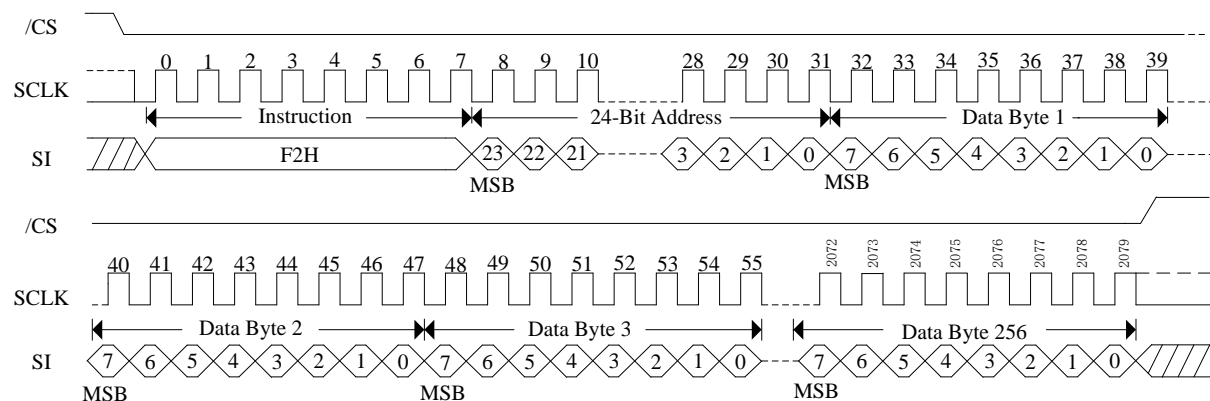 /CS
0 1 2 3 4 5 6 7 8 9 10 28 29 30 31 32 33 34 35 36 37 38 39
SCLK
Instruction 24-Bit Address Data Byte 1
SI F2H 23 22 21 3 2 1 0 7 6 5 4 3 2 1 0
MSB MSB
/CS
40 41 42 43 44 45 46 47 48 49 50 51 52 53 54 55 2072 2073 2074 2075 2076 2077 2078 2079
SCLK
Data Byte 2 Data Byte 3 Data Byte 256
SI 7 6 5 4 3 2 1 0 7 6 5 4 3 2 1 0 7 6 5 4 3 2 1 0
MSB MSB MSB